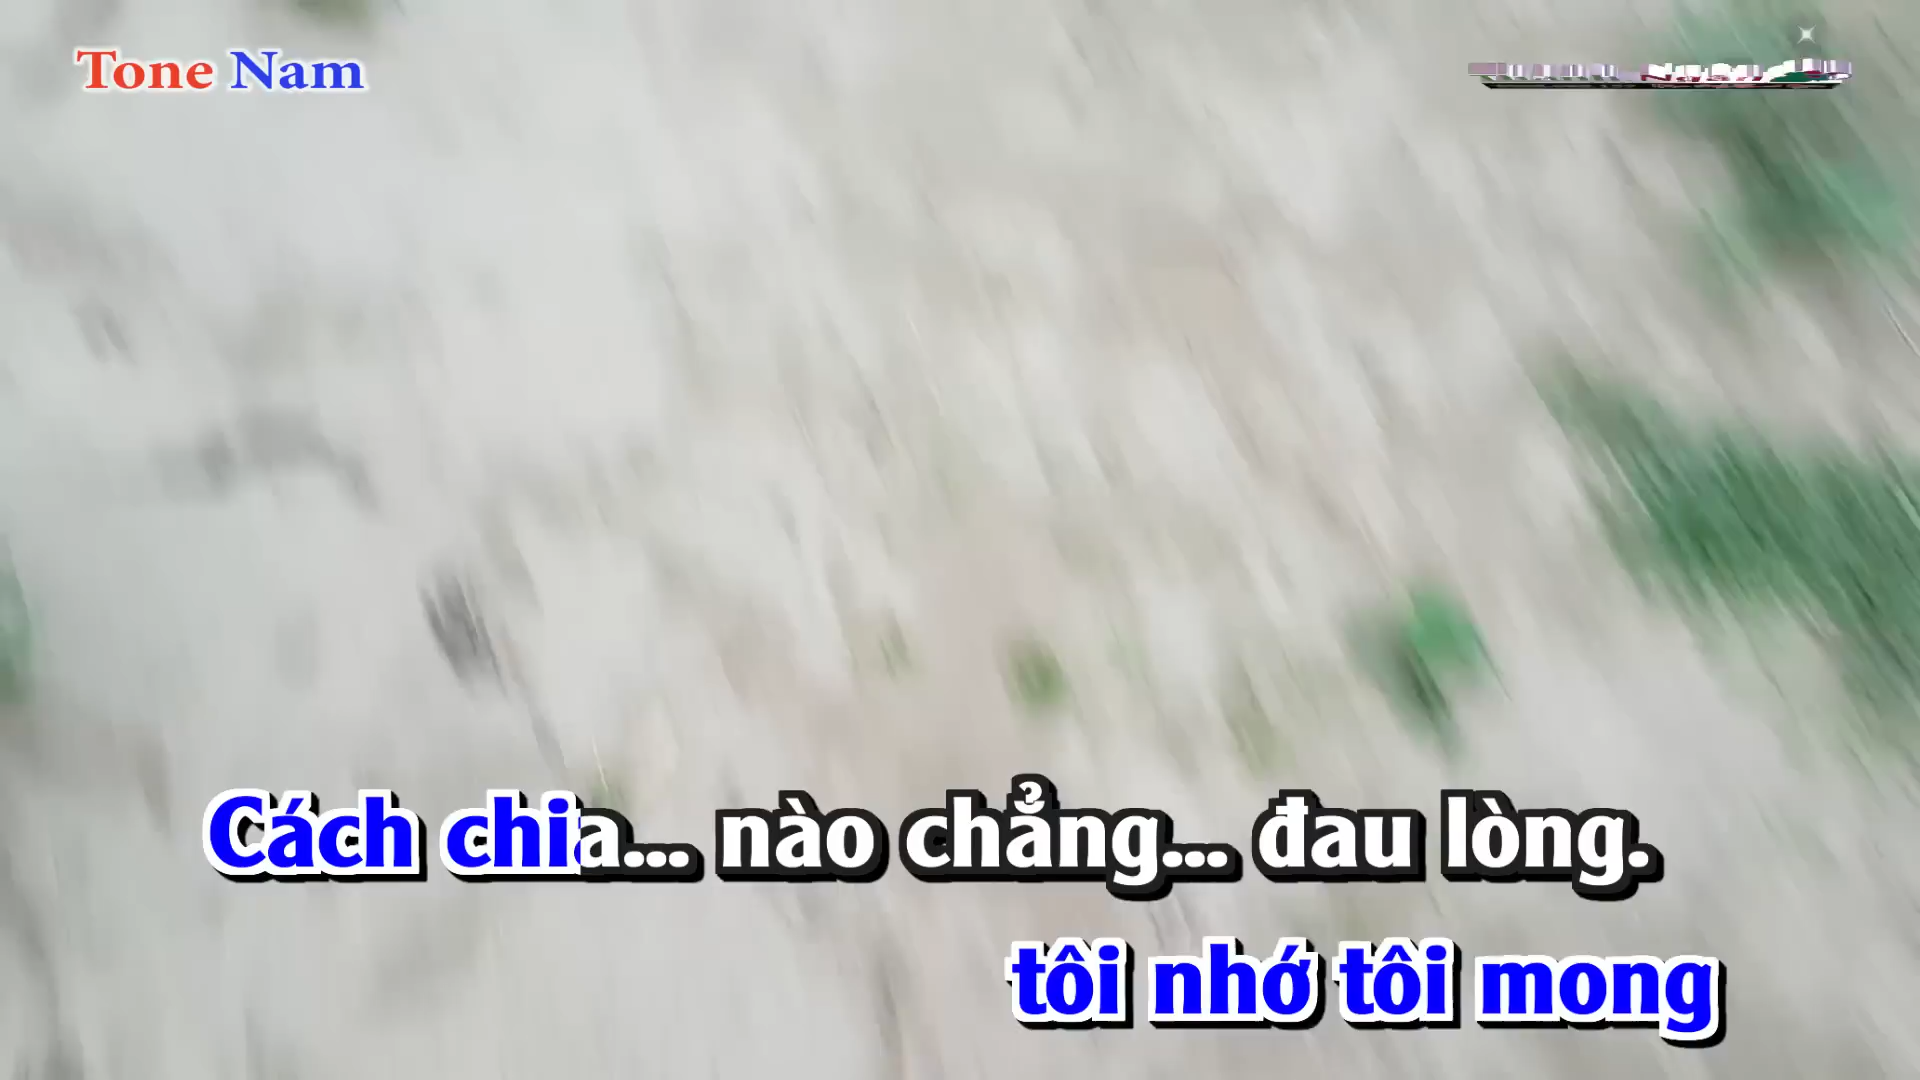 Tone Nam
Cách chia... nào chẳng... đau lòng.
tôi nhớ tôi mong